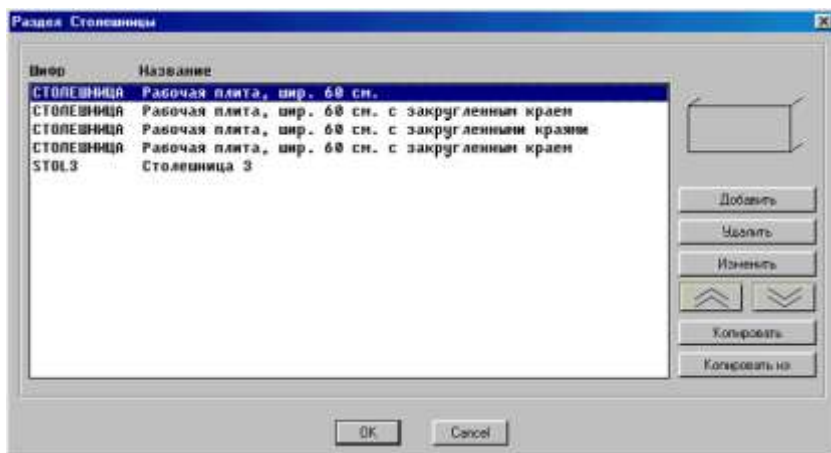 Раздел Столешницы
Шифр Название
СТОЛЕШНИЦА Рабочая плита, шир. 60 см.
СТОЛЕШНИЦА Рабочая плита, шир. 60 см. с закругленным краем
СТОЛЕШНИЦА Рабочая плита, шир. 60 см. с закругленными краями
СТОЛЕШНИЦА Рабочая плита, шир. 60 см. с закругленным краем
STOL3 Столешница 3
Добавить
Удалить
Изменить
Копировать
Копировать из
OK Cancel